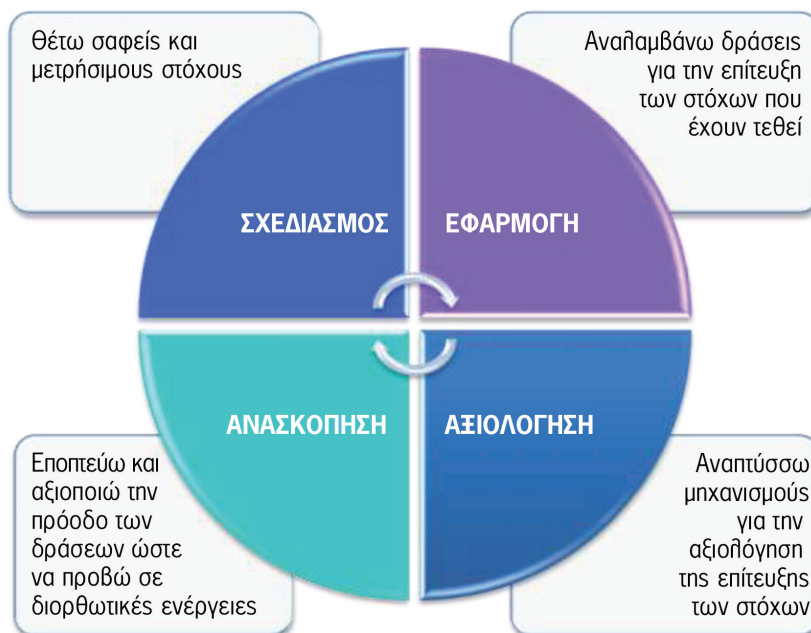 Θέτω σαφείς και
μετρήσιμους στόχους
Αναλαμβάνω δράσεις
για την επίτευξη
των στόχων που
έχουν τεθεί
ΣΧΕΔΙΑΣΜΟΣ
ΕΦΑΡΜΟΓΗ
ΑΝΑΣΚΟΠΗΣΗ
ΑΞΙΟΛΟΓΗΣΗ
Εποπτεύω και
αξιοποιώ την
πρόοδο των
δράσεων ώστε
να προβώ σε
διορθωτικές ενέργειες
Αναπτύσσω
μηχανισμούς
για την
αξιολόγηση
της επίτευξης
των στόχων